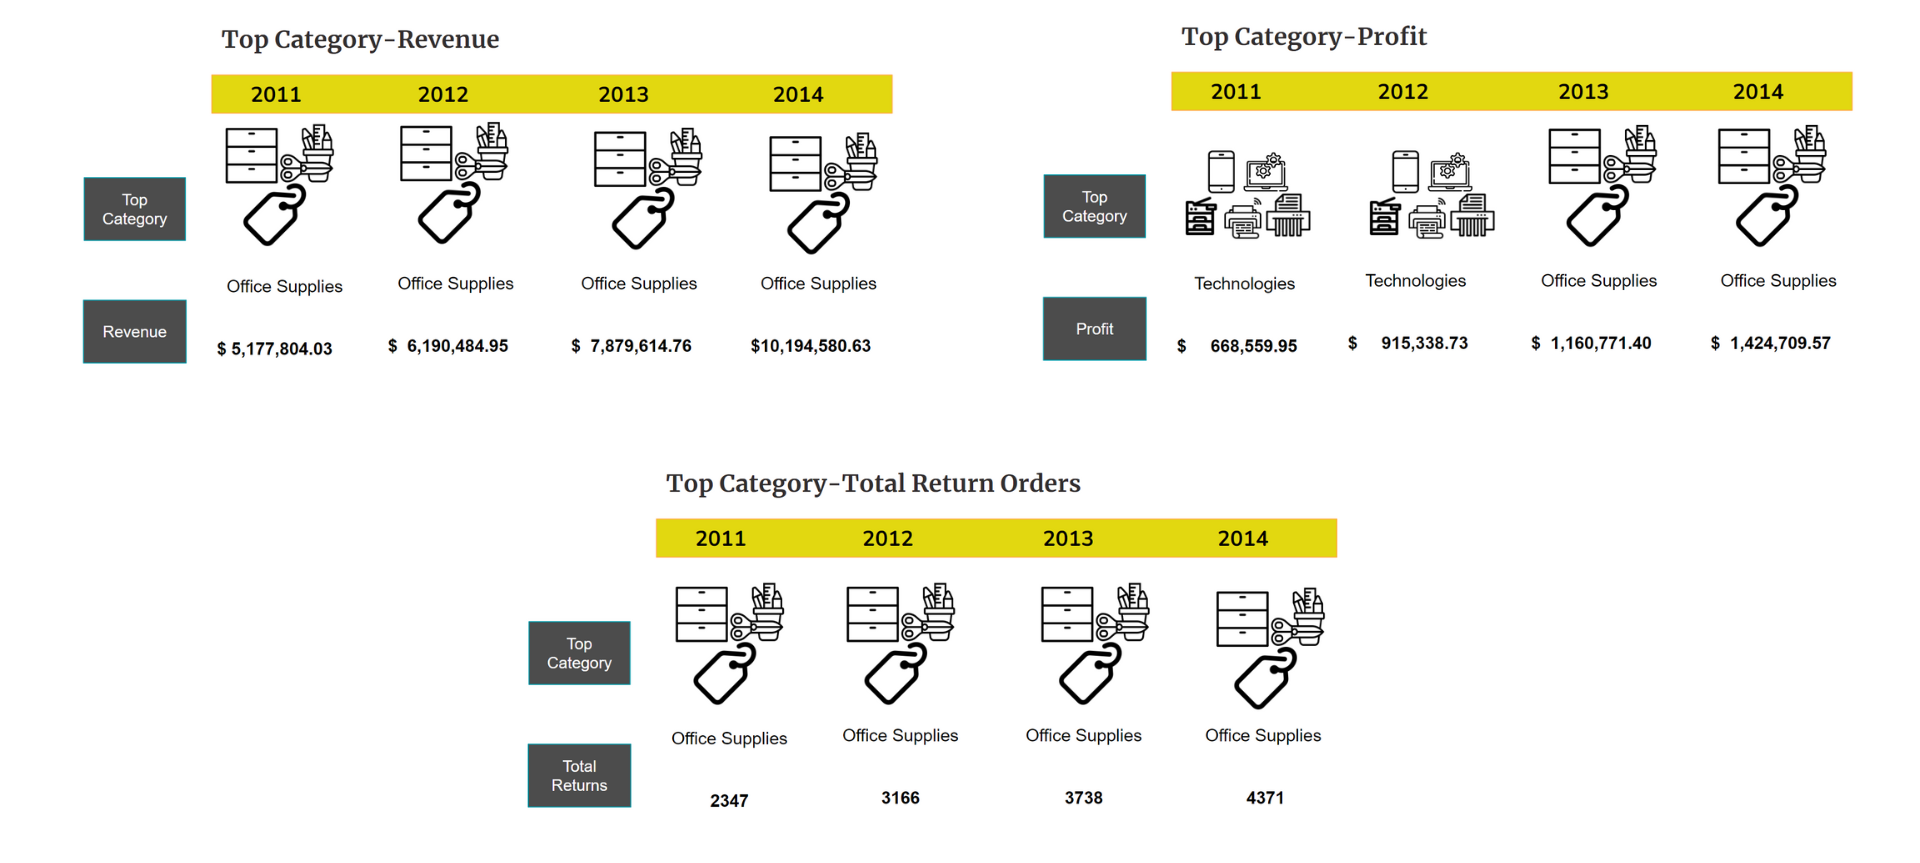 Top Category-Revenue
2011 2012 2013 2014
Top
Category
Office Supplies Office Supplies Office Supplies Office Supplies
Revenue
$ 5,177,804.03 $ 6,190,484.95 $ 7,879,614.76 $10,194,580.63
Top Category-Profit
2011 2012 2013 2014
Top
Category
Technologies Technologies Office Supplies Office Supplies
Profit
$ 668,559.95 $ 915,338.73 $ 1,160,771.40 $ 1,424,709.57
Top Category-Total Return Orders
2011 2012 2013 2014
Top
Category
Office Supplies Office Supplies Office Supplies Office Supplies
Total
Returns
2347 3166 3738 4371